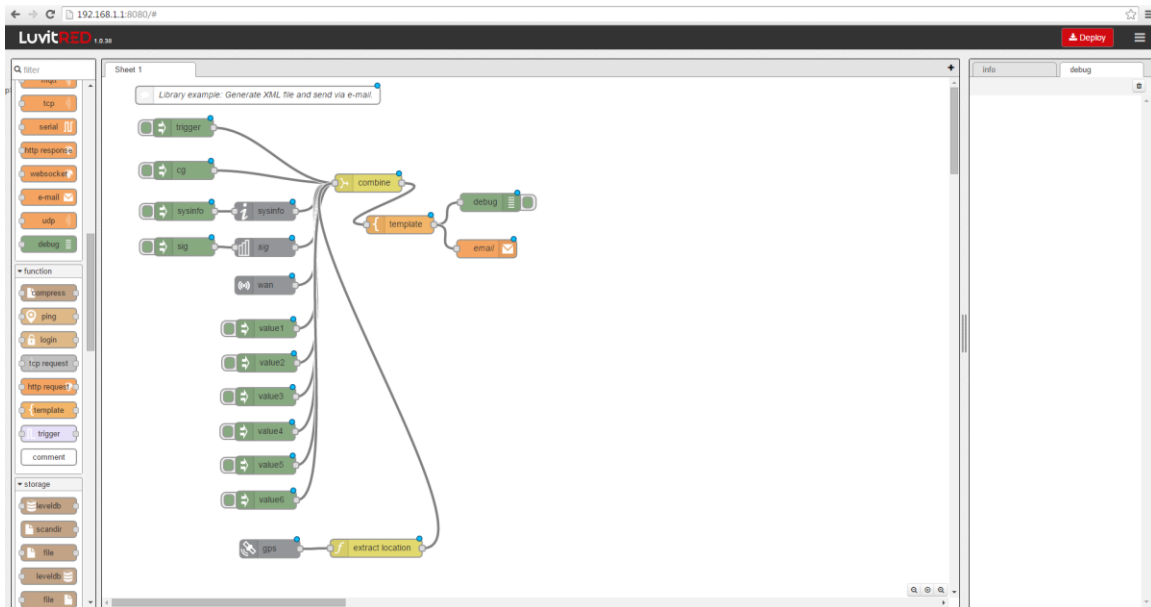 192.168.1.1:8080/#
LuvitRED 1.0.30
Deploy
filter
tcp
serial
http response
websocket
e-mail
udp
debug
function
compress
ping
login
tcp request
http request
template
trigger
comment
storage
leveldb
scandir
file
leveldb
file
Sheet 1
Library example: Generate XML file and send via e-mail.
trigger
cg
combine
sysinfo sysinfo
debug
template
sig sig
email
wan
value1
value2
value3
value4
value5
value6
gps extract location
info debug